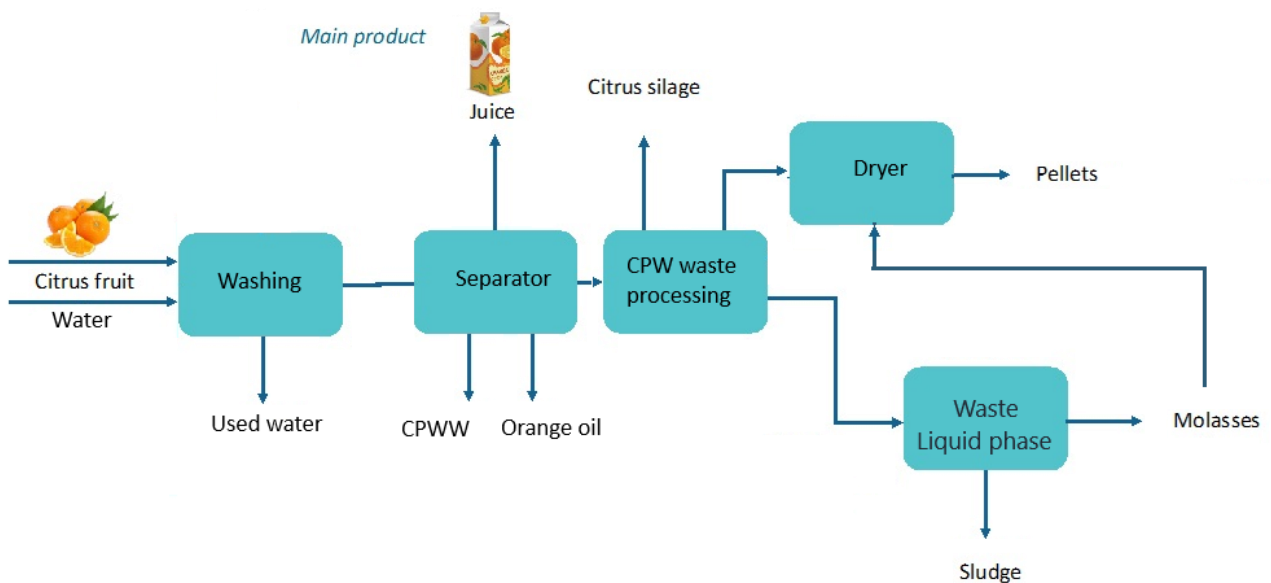 Main product
Juice
Citrus silage
Dryer
Pellets
Citrus fruit
Water
Washing
Separator
CPW waste
processing
Used water
CPWW
Orange oil
Waste
Liquid phase
Molasses
Sludge